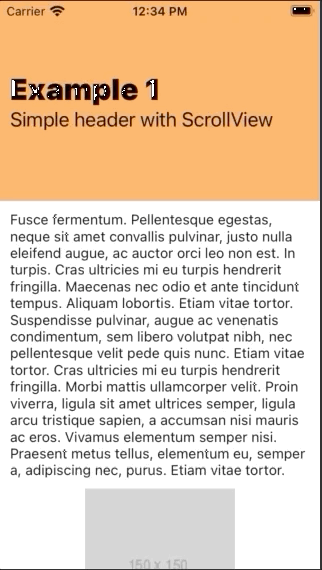 Carrier 12:34 PM
Example 1
Simple header with ScrollView
Fusce fermentum. Pellentesque egestas,
neque sit amet convallis pulvinar, justo nulla
eleifend augue, ac auctor orci leo non est. In
turpis. Cras ultricies mi eu turpis hendrerit
fringilla. Maecenas nec odio et ante tincidunt
tempus. Aliquam lobortis. Etiam vitae tortor.
Suspendisse pulvinar, augue ac venenatis
condimentum, sem libero volutpat nibh, nec
pellentesque velit pede quis nunc. Etiam vitae
tortor. Cras ultricies mi eu turpis hendrerit
fringilla. Morbi mattis ullamcorper velit. Proin
viverra, ligula sit amet ultrices semper, ligula
arcu tristique sapien, a accumsan nisi mauris
ac eros. Vivamus elementum semper nisi.
Praesent metus tellus, elementum eu, semper
a, adipiscing nec, purus. Etiam vitae tortor.
150 x 150